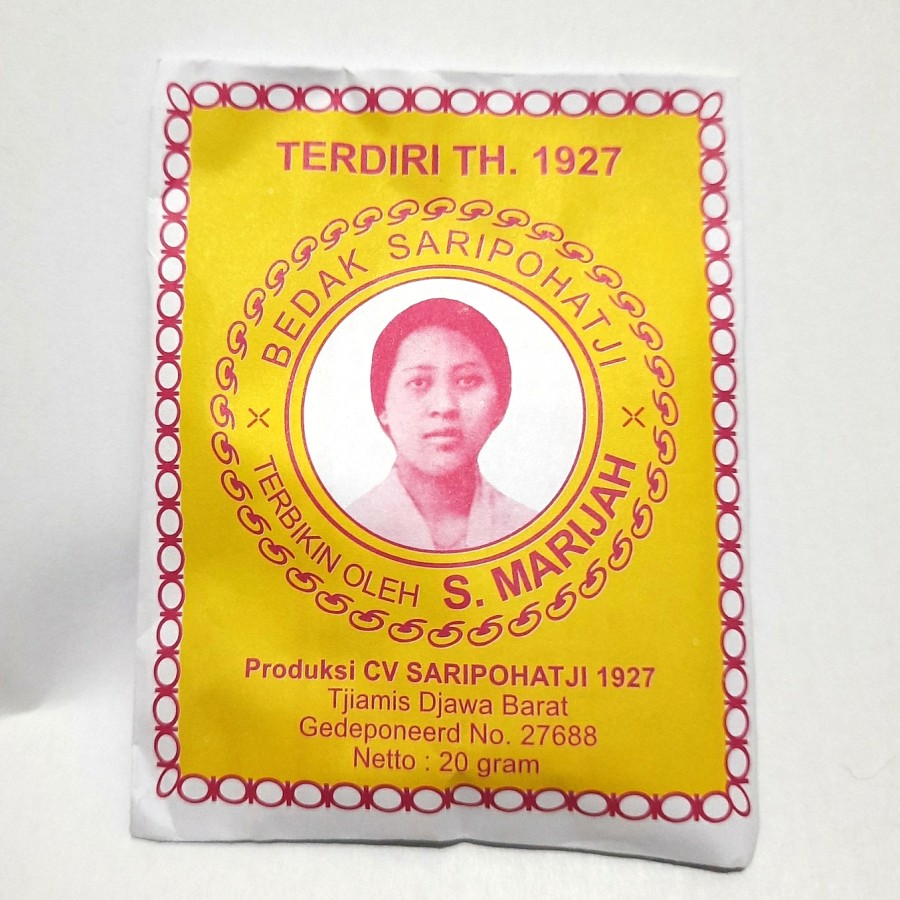 TERDIRI TH. 1927
BEDAK SARIPOHATJI
TERBIKIN OLEH S. MARIJAH
Produksi CV SARIPOHATJI 1927
Tjiamis Djawa Barat
Gedeponeerd No. 27688
Netto : 20 gram